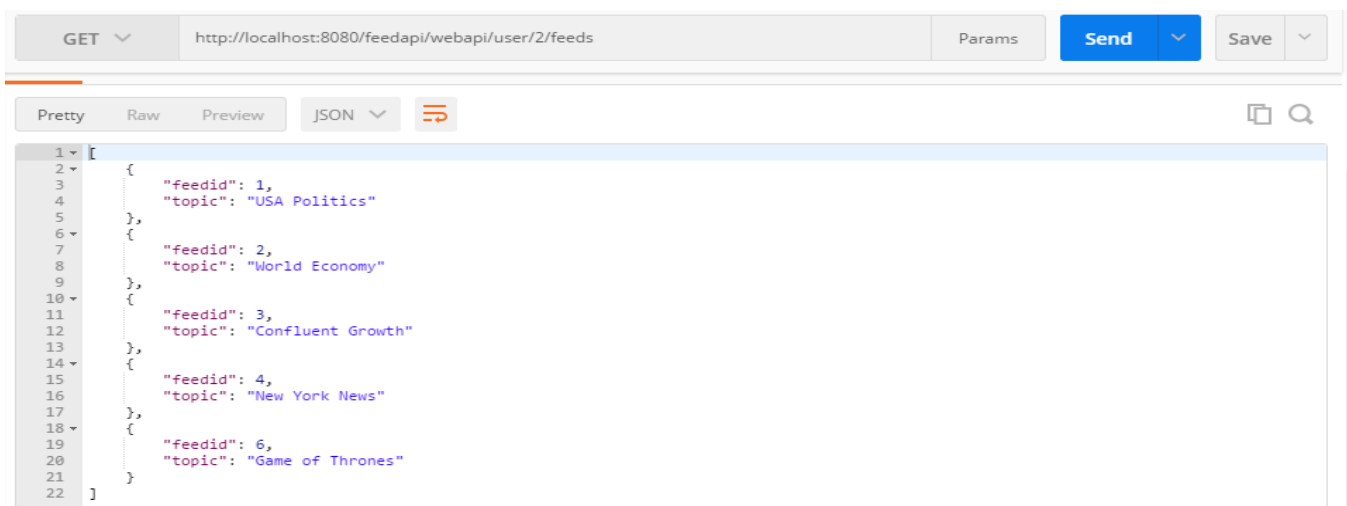 GET http://localhost:8080/feedapi/webapi/user/2/feeds Params Send Save
Pretty Raw Preview JSON
1 [
2 {
3 "feedid": 1,
4 "topic": "USA Politics"
5 },
6 {
7 "feedid": 2,
8 "topic": "World Economy"
9 },
10 {
11 "feedid": 3,
12 "topic": "Confluent Growth"
13 },
14 {
15 "feedid": 4,
16 "topic": "New York News"
17 },
18 {
19 "feedid": 6,
20 "topic": "Game of Thrones"
21 }
22 ]